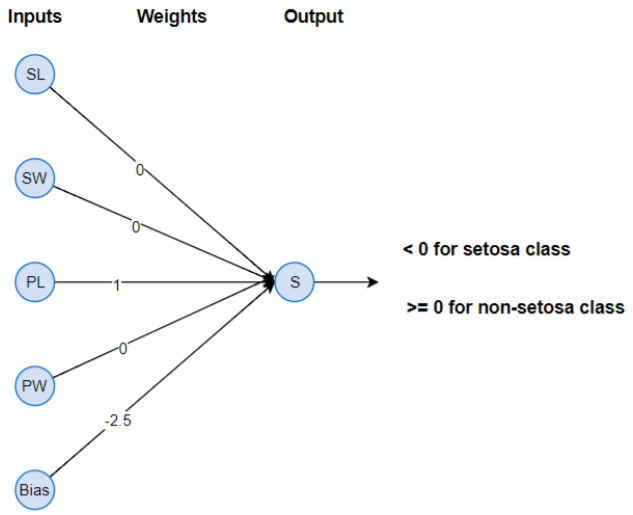 Inputs Weights Output
SL
0
SW
0
< 0 for setosa class
PL 1 S
>= 0 for non-setosa class
0
PW
-2.5
Bias